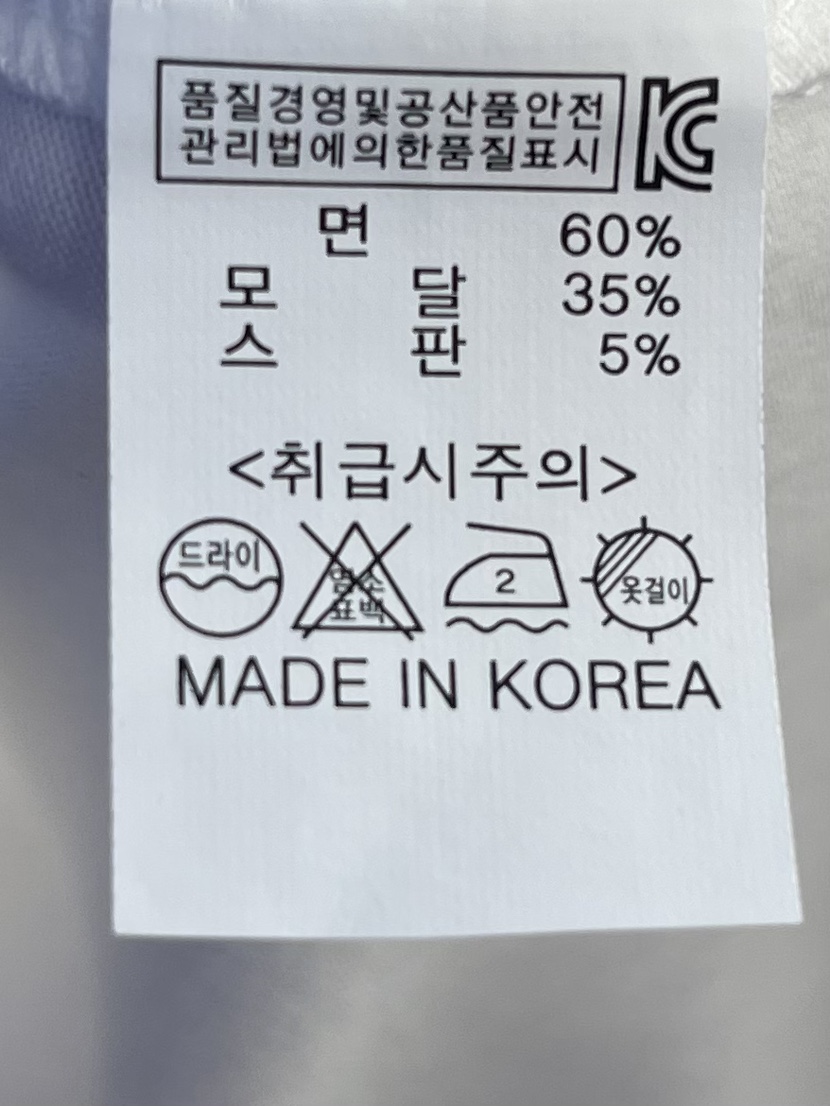 품질경영및공산품안전
관리법에의한품질표시
KC
면 60%
모 달 35%
스 판 5%
<취급시주의>
드라이
염소
표백
2
옷걸이
MADE IN KOREA